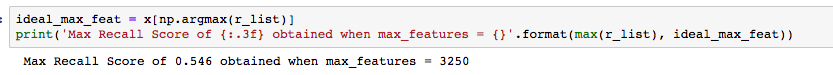 ideal_max_feat = x[np.argmax(r_list)]
print('Max Recall Score of {:.3f} obtained when max_features = {}'.format(max(r_list), ideal_max_feat))
Max Recall Score of 0.546 obtained when max_features = 3250